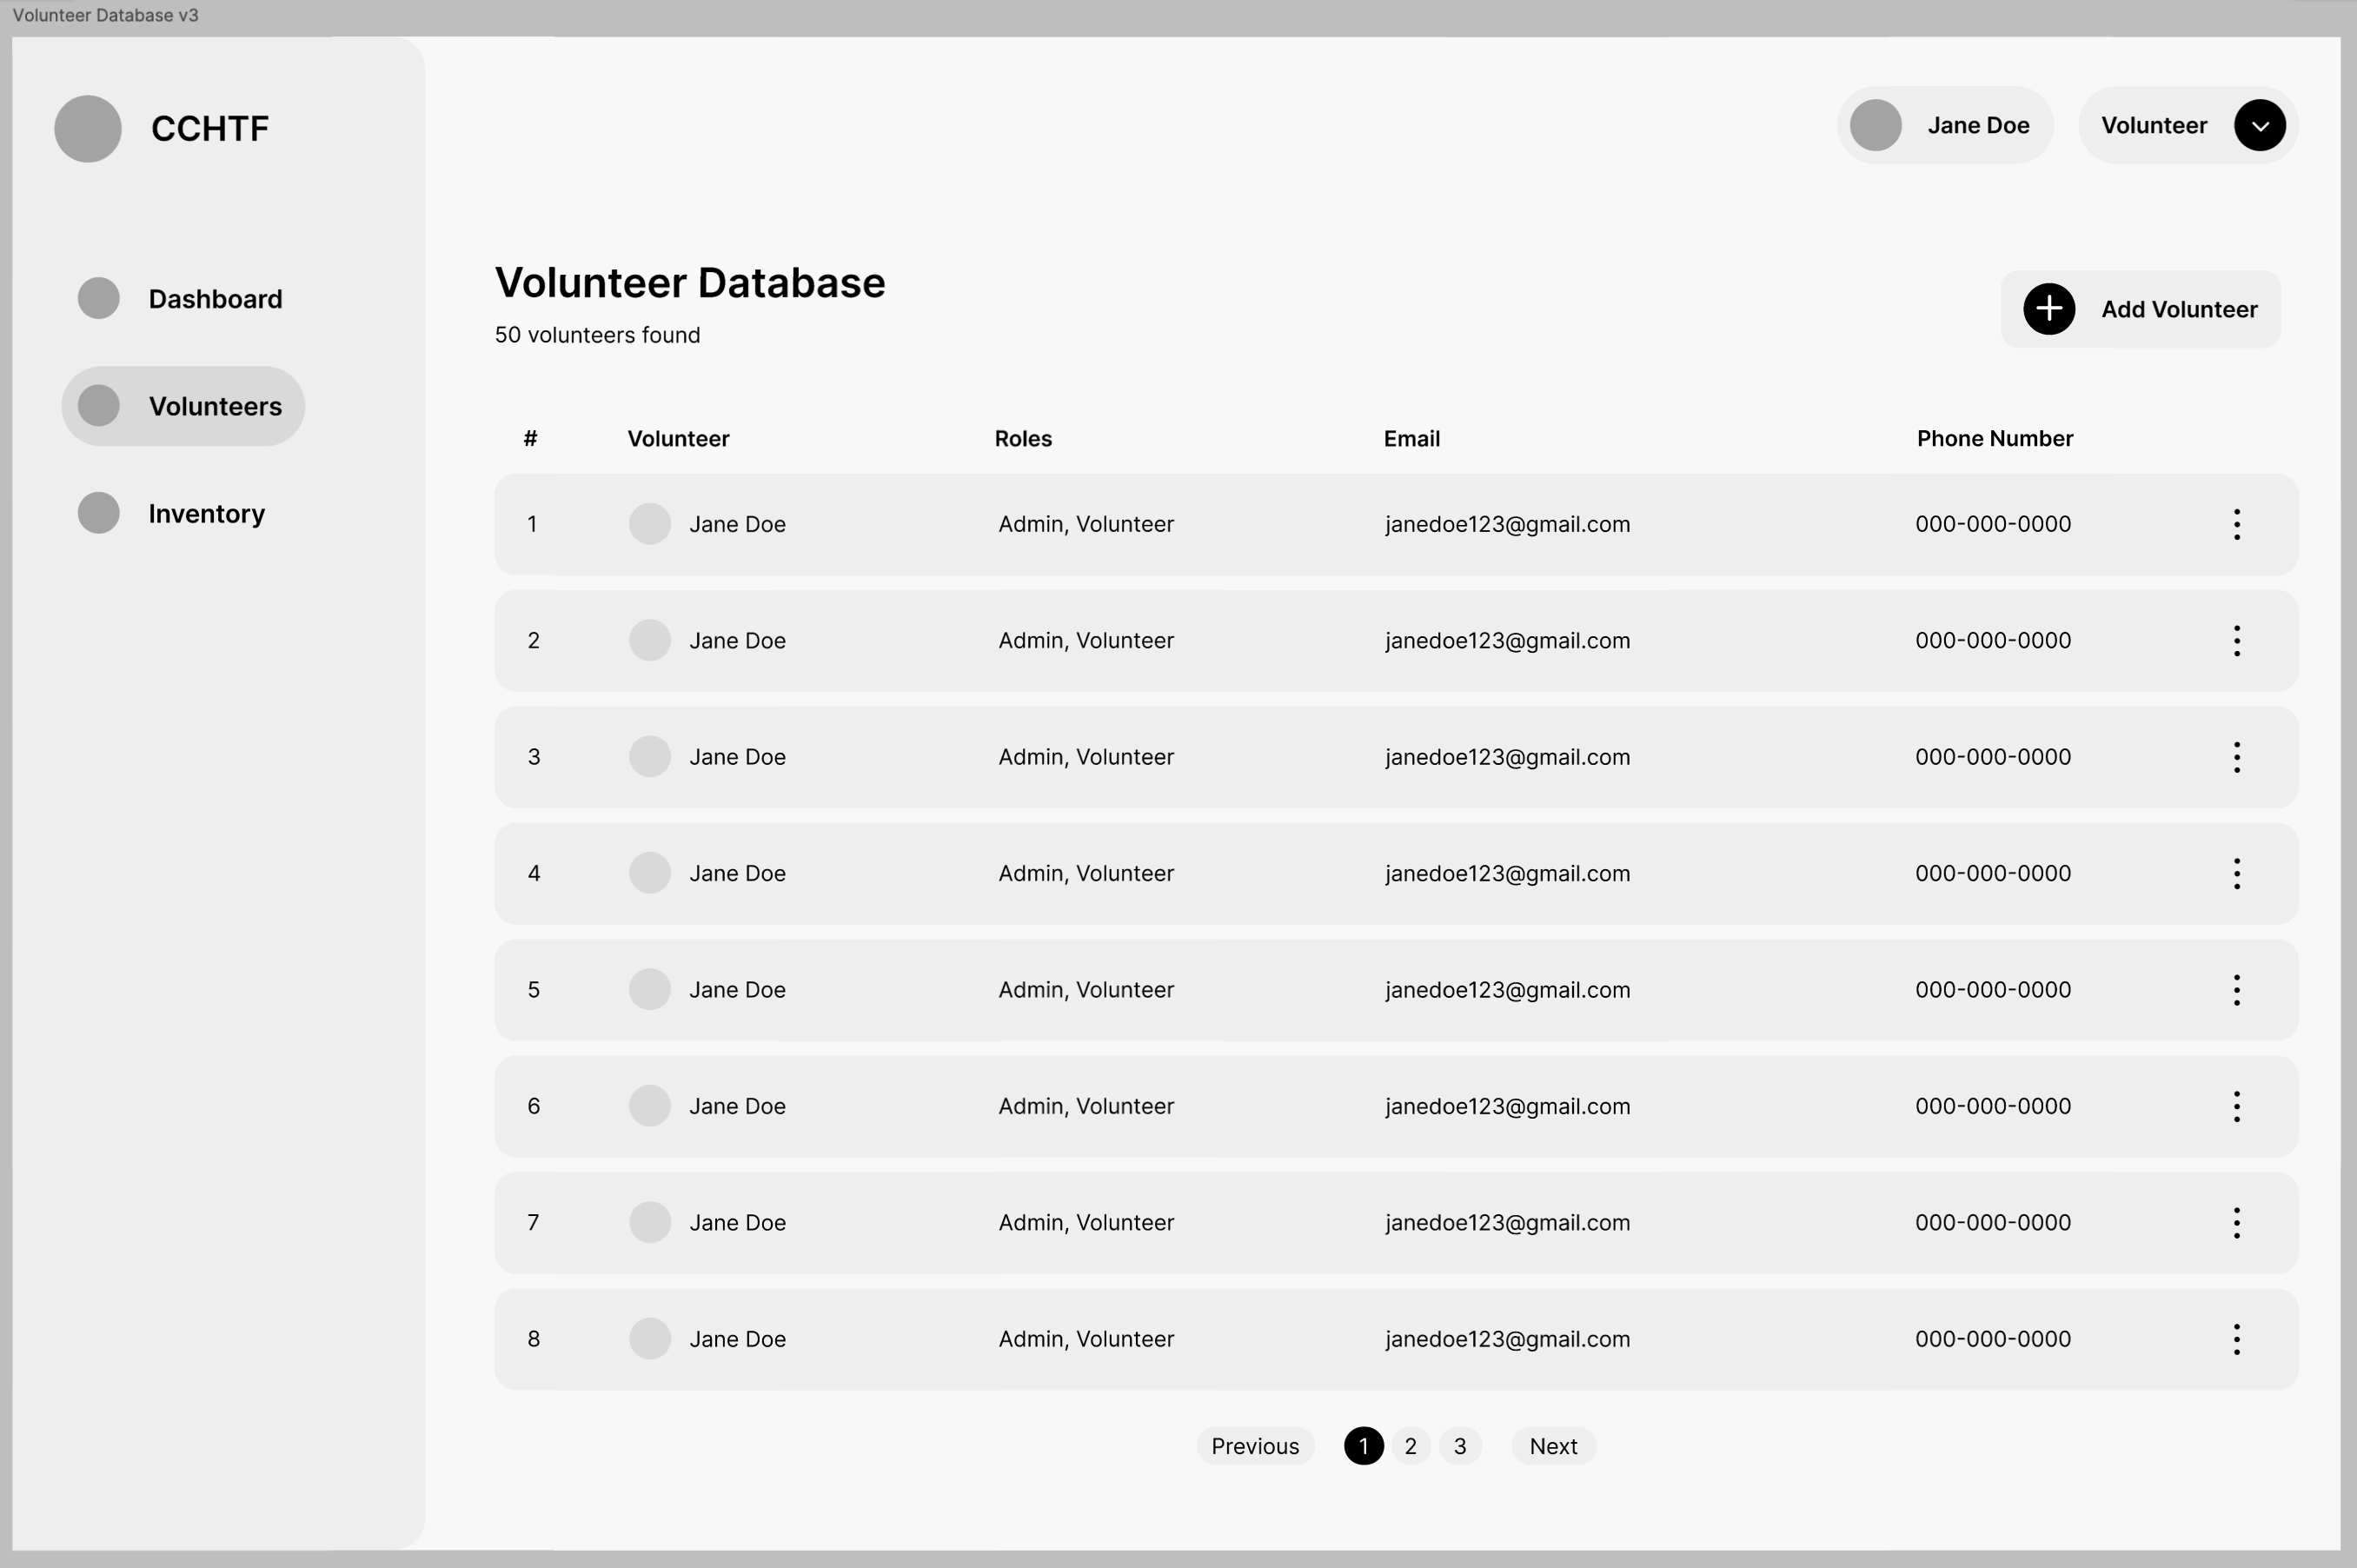 Volunteer Database v3
CCHTF
Jane Doe Volunteer
Dashboard
Volunteers
Inventory
Volunteer Database
50 volunteers found
Add Volunteer
# Volunteer Roles Email Phone Number
1 Jane Doe Admin, Volunteer janedoe123@gmail.com 000-000-0000
2 Jane Doe Admin, Volunteer janedoe123@gmail.com 000-000-0000
3 Jane Doe Admin, Volunteer janedoe123@gmail.com 000-000-0000
4 Jane Doe Admin, Volunteer janedoe123@gmail.com 000-000-0000
5 Jane Doe Admin, Volunteer janedoe123@gmail.com 000-000-0000
6 Jane Doe Admin, Volunteer janedoe123@gmail.com 000-000-0000
7 Jane Doe Admin, Volunteer janedoe123@gmail.com 000-000-0000
8 Jane Doe Admin, Volunteer janedoe123@gmail.com 000-000-0000
Previous 1 2 3 Next